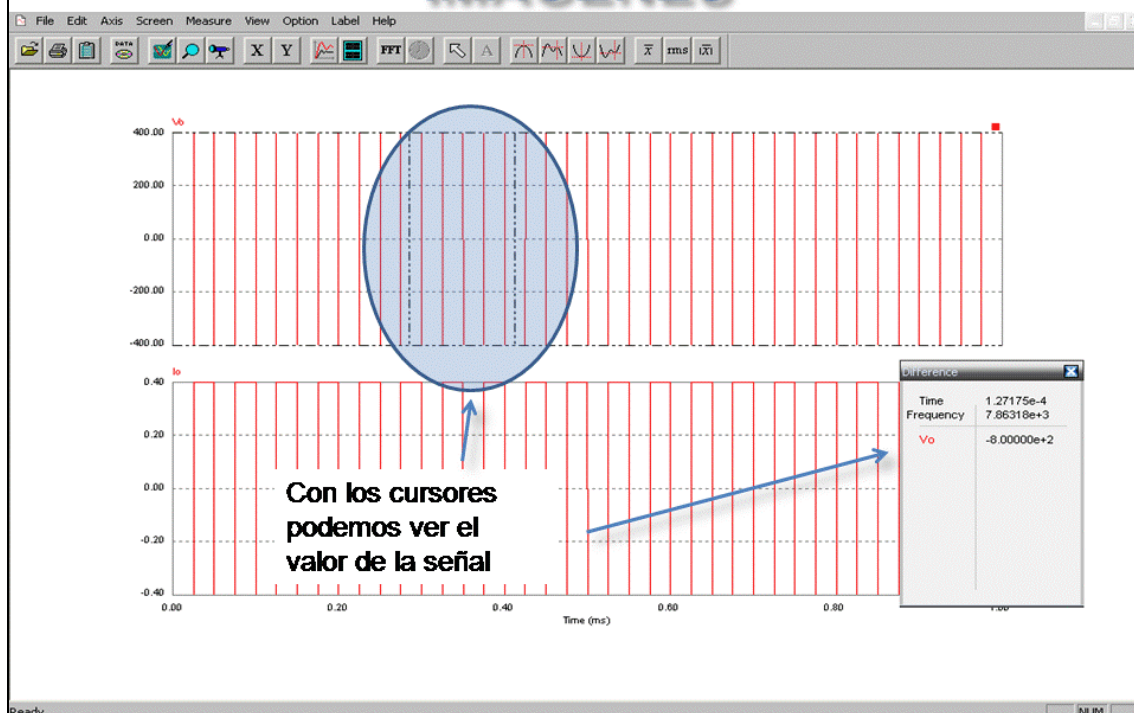 IMAGENES
File Edit Axis Screen Measure View Option Label Help
DATA X Y FFT A x rms |x|
Vo
400.00
200.00
0.00
-200.00
-400.00
Io
0.40
0.20
0.00
-0.20
-0.40
0.00 0.20 0.40 0.60 0.80 1.00
Time (ms)
Con los cursores
podemos ver el
valor de la señal
Difference
Time 1.27175e-4
Frequency 7.86318e+3
Vo -8.00000e+2
Ready NUM